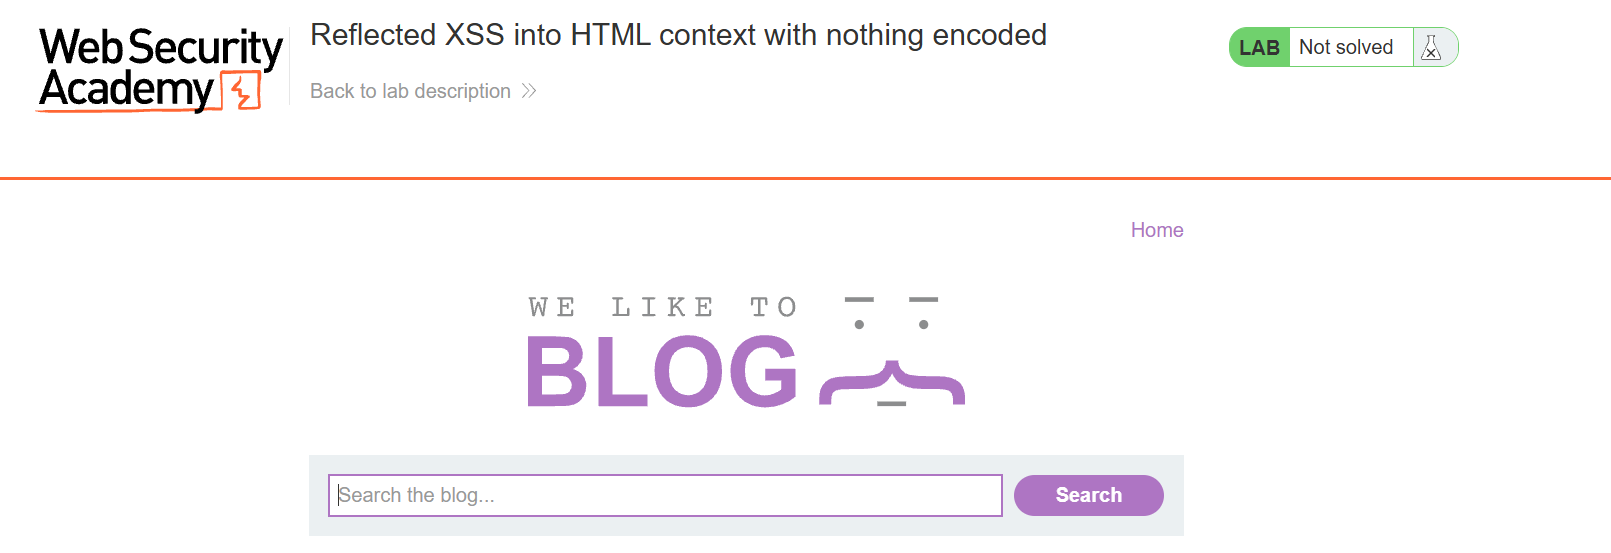 Web Security
Academy
Reflected XSS into HTML context with nothing encoded
Back to lab description
LAB Not solved
Home
WE LIKE TO
BLOG
Search the blog...
Search